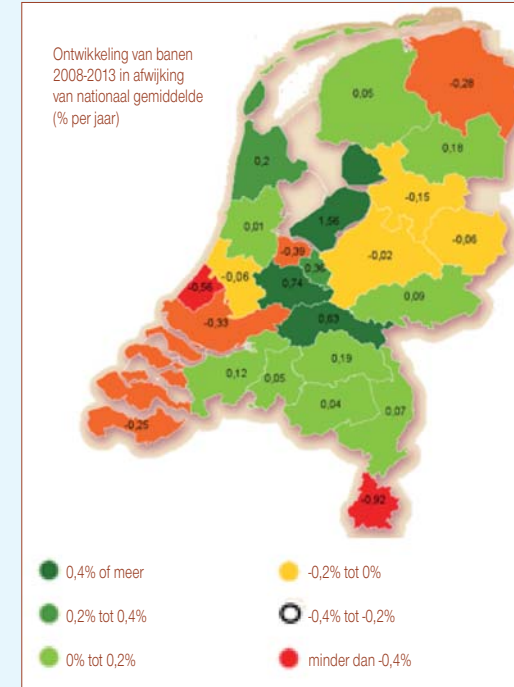 Ontwikkeling van banen
2008-2013 in afwijking
van nationaal gemiddelde
(% per jaar)
0,05
-0,28
0,18
0,2
-0,15
1,56
0,01
-0,39
-0,06
-0,02
0,36
-0,06
0,74
-0,56
0,09
-0,33
0,63
0,19
0,12
0,05
0,04
0,07
-0,25
-0,92
0,4% of meer
0,2% tot 0,4%
0% tot 0,2%
-0,2% tot 0%
-0,4% tot -0,2%
minder dan -0,4%